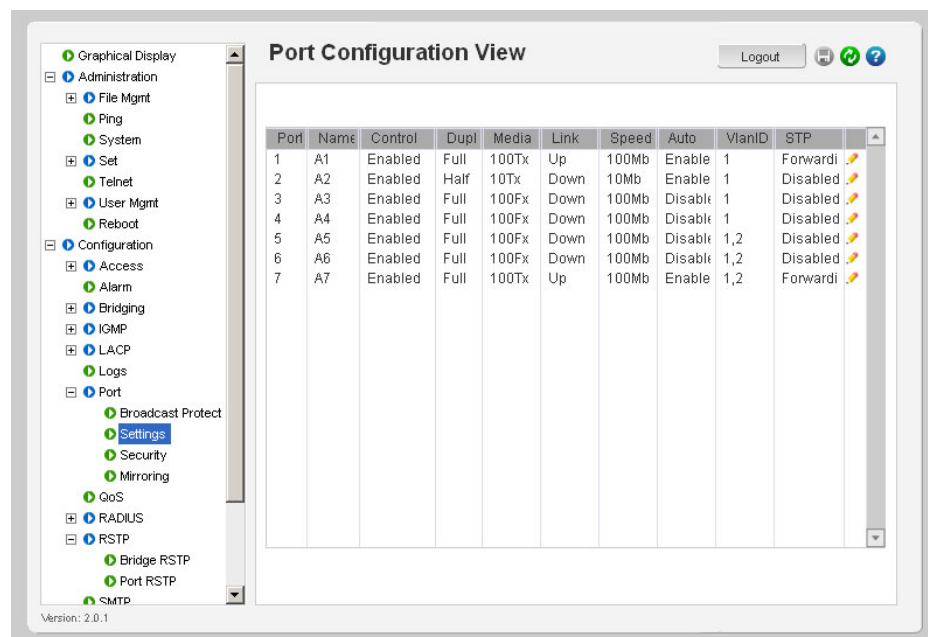 Port Configuration View
Logout
Graphical Display
Administration
File Mgmt
Ping
System
Set
Telnet
User Mgmt
Reboot
Configuration
Access
Alarm
Bridging
IGMP
LACP
Logs
Port
Broadcast Protect
Settings
Security
Mirroring
QoS
RADIUS
RSTP
Bridge RSTP
Port RSTP
SMTP
Port Name Control Dupl Media Link Speed Auto VlanID STP
1 A1 Enabled Full 100Tx Up 100Mb Enable 1 Forwardi
2 A2 Enabled Half 10Tx Down 10Mb Enable 1 Disabled
3 A3 Enabled Full 100Fx Down 100Mb Disable 1 Disabled
4 A4 Enabled Full 100Fx Down 100Mb Disable 1 Disabled
5 A5 Enabled Full 100Fx Down 100Mb Disable 1,2 Disabled
6 A6 Enabled Full 100Fx Down 100Mb Disable 1,2 Disabled
7 A7 Enabled Full 100Tx Up 100Mb Enable 1,2 Forwardi
Version: 2.0.1